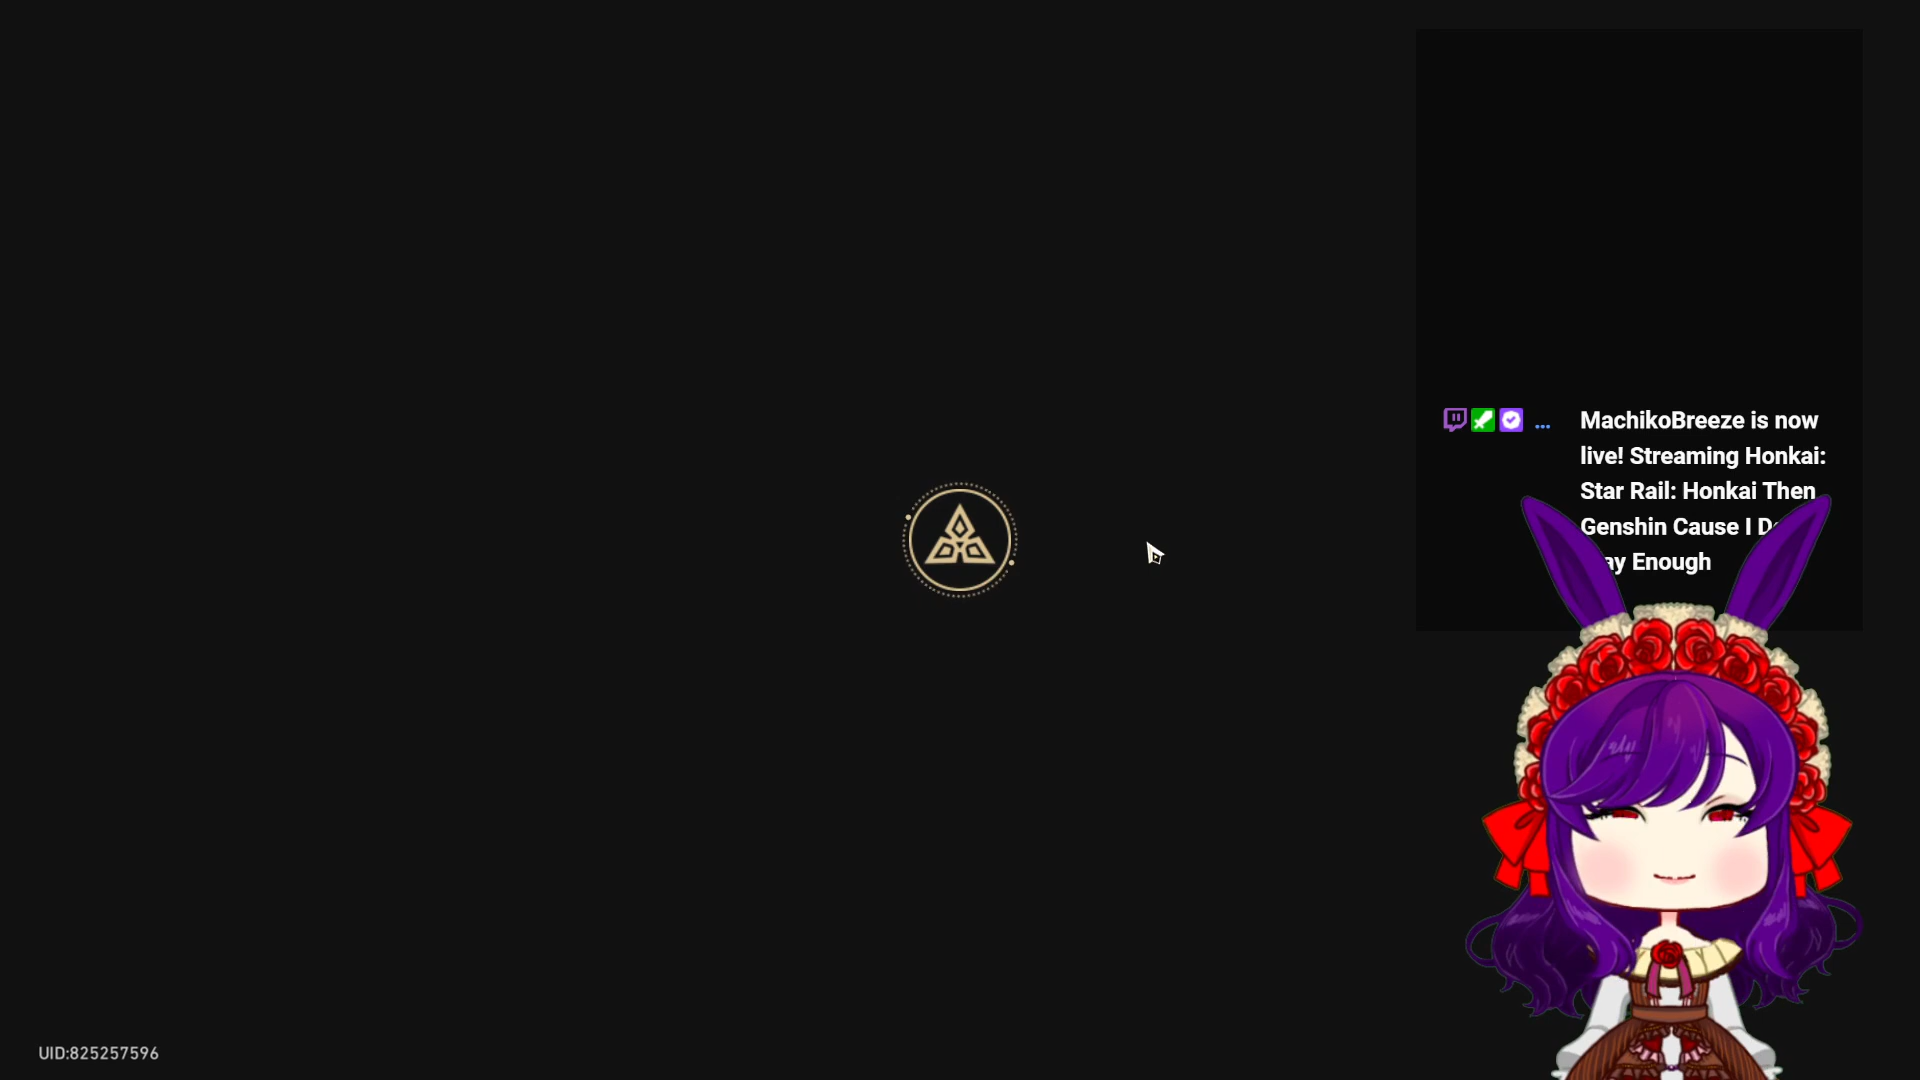 ... MachikoBreeze is now
live! Streaming Honkai:
Star Rail: Honkai Then
Genshin Cause I
Enough
UID:825257596